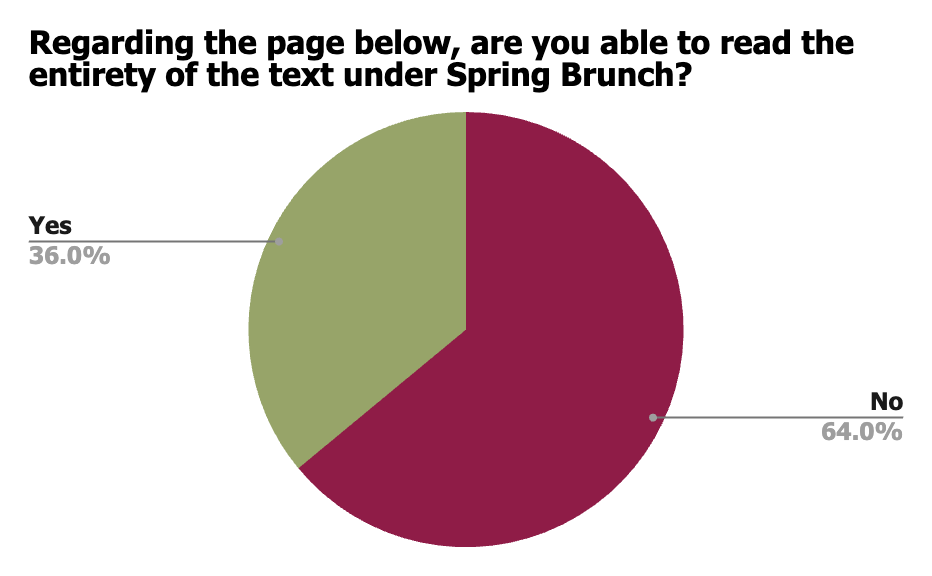 Regarding the page below, are you able to read the
entirety of the text under Spring Brunch?
Yes
36.0%
No
64.0%